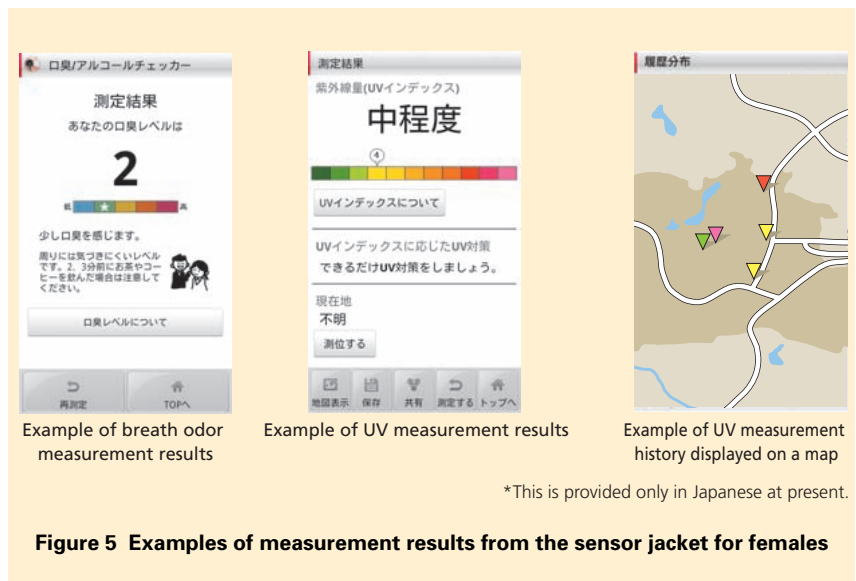 口臭/アルコールチェッカー
測定結果
あなたの口臭レベルは
2
低
高
少し口臭を感じます。
周りには気づきにくいレベル
です。2、3分前にお茶やコー
ヒーを飲んだ場合は注意して
ください。
口臭レベルについて
再測定
TOPへ
Example of breath odor
measurement results
測定結果
紫外線量(UVインデックス)
中程度
4
UVインデックスについて
UVインデックスに応じたUV対策
できるだけUV対策をしましょう。
現在地
不明
測位する
地図表示
保存
共有
測定する
トップへ
Example of UV measurement results
履歴分布
Example of UV measurement
history displayed on a map
*This is provided only in Japanese at present.
Figure 5 Examples of measurement results from the sensor jacket for females